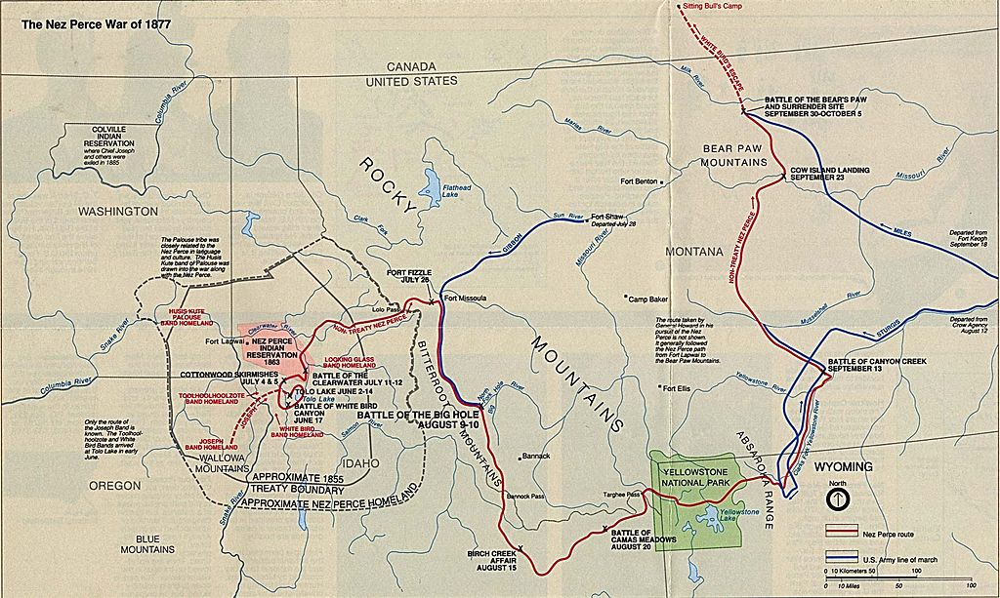 The Nez Perce War of 1877
Sitting Bull's Camp
WHITE BIRD'S ESCAPE
CANADA
UNITED STATES
Milk River
BATTLE OF THE BEAR'S PAW
AND SURRENDER SITE
SEPTEMBER 30-OCTOBER 5
Columbia River
COLVILLE
INDIAN
RESERVATION
where Chief Joseph
and others were
exiled in 1885
Marias River
BEAR PAW
MOUNTAINS
COW ISLAND LANDING
SEPTEMBER 23
Missouri River
ROCKY
Flathead
Lake
Fort Benton
WASHINGTON
Clark Fork
Sun River
Fort Shaw
Departed July 28
GIBBON
Missouri River
MILES
Departed from
Fort Keogh
September 18
The Palouse tribe was
closely related to the
Nez Perce in language
and culture. The Husis
Kute band of Palouse was
drawn into the war along
with the Nez Perce.
NON-TREATY NEZ PERCE
MONTANA
FORT FIZZLE
JULY 28
Fort Missoula
Camp Baker
Musselshell River
Lolo Pass
NON-TREATY NEZ PERCE
HUSIS KUTE
PALOUSE
BAND HOMELAND
Snake River
Clearwater River
Fort Lapwai
NEZ PERCE
INDIAN
RESERVATION
1863
LOOKING GLASS
BAND HOMELAND
The route taken by
General Howard in his
pursuit of the Nez
Perce is not shown.
It generally followed
the Nez Perce path
from Fort Lapwai to
the Bear Paw Mountains.
STURGIS
Departed from
Crow Agency
August 12
BATTLE OF CANYON CREEK
SEPTEMBER 13
Columbia River
COTTONWOOD SKIRMISHES
JULY 4 & 5
BATTLE OF THE
CLEARWATER JULY 11-12
TOLO LAKE JUNE 2-14
Tolo Lake
BATTLE OF WHITE BIRD
CANYON
JUNE 17
TOOLHOOLHOOLZOTE
BAND HOMELAND
JOSEPH
WHITE BIRD
BAND HOMELAND
JOSEPH
BAND HOMELAND
Salmon River
BITTERROOT MOUNTAINS
North Fork Big Hole River
BATTLE OF THE BIG HOLE
AUGUST 9-10
MOUNTAINS
Yellowstone River
Fort Ellis
Clarks Fort Yellowstone River
Only the route of
the Joseph Band is
known. The Toolhool-
hoolzote and White
Bird Bands arrived
at Tolo Lake in early
June.
WALLOWA
MOUNTAINS
IDAHO
Bannack
APPROXIMATE 1855
TREATY BOUNDARY
APPROXIMATE NEZ PERCE HOMELAND
OREGON
Snake River
BLUE
MOUNTAINS
Bannock Pass
Targhee Pass
YELLOWSTONE
NATIONAL PARK
Yellowstone
Lake
ABSAROKA RANGE
WYOMING
BATTLE OF
CAMAS MEADOWS
AUGUST 20
BIRCH CREEK
AFFAIR
AUGUST 15
North
Nez Perce route
U.S. Army line of march
0 10 Kilometers 50 100
0 10 Miles 50 100